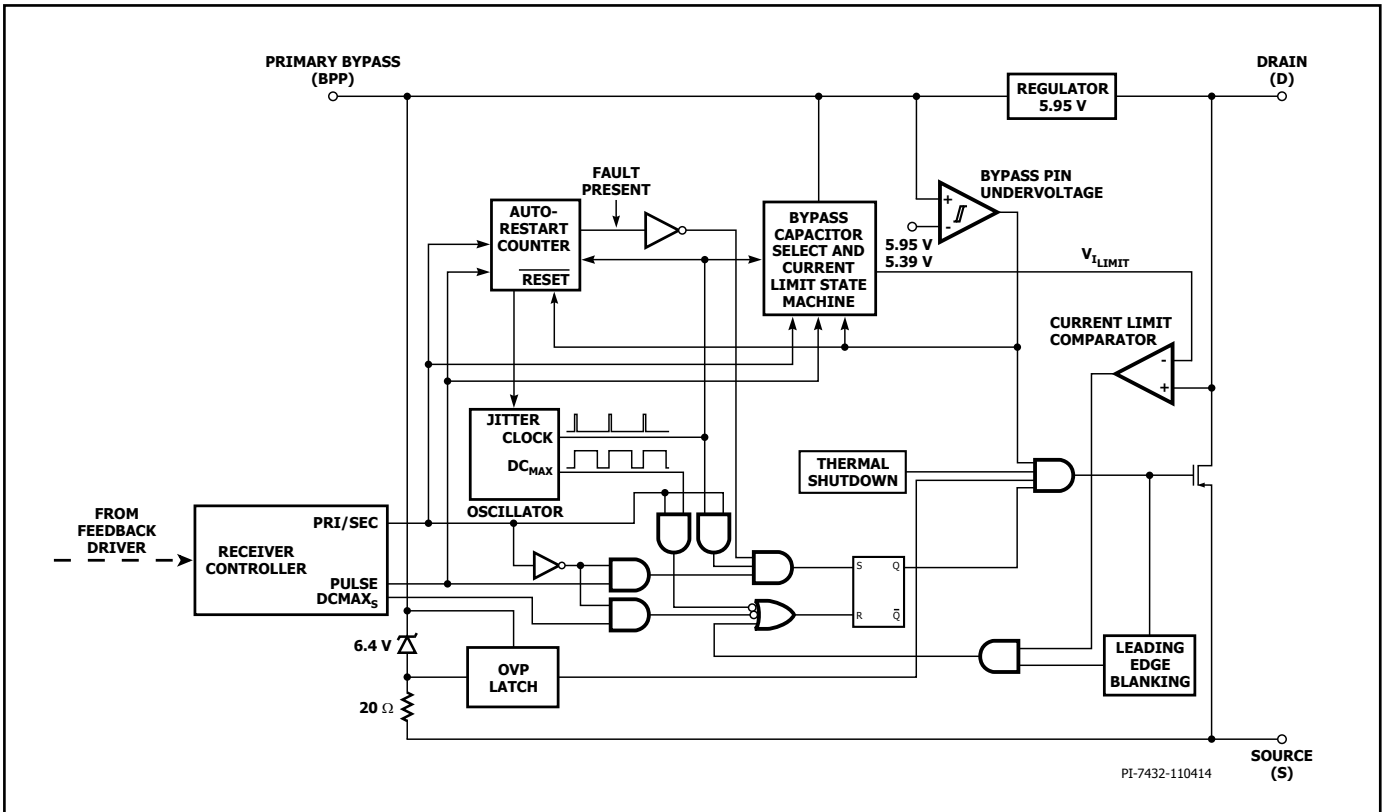 PRIMARY BYPASS
(BPP)
DRAIN
(D)
REGULATOR
5.95 V
FAULT
PRESENT
BYPASS PIN
UNDERVOLTAGE
AUTO-
RESTART
COUNTER
RESET
BYPASS
CAPACITOR
SELECT AND
CURRENT
LIMIT STATE
MACHINE
+
-
5.95 V
5.39 V
VILIMIT
CURRENT LIMIT
COMPARATOR
-
+
JITTER
CLOCK
DCMAX
OSCILLATOR
THERMAL
SHUTDOWN
FROM
FEEDBACK
DRIVER
RECEIVER
CONTROLLER
PRI/SEC
PULSE
DCMAXS
S Q
R Q̅
6.4 V
OVP
LATCH
LEADING
EDGE
BLANKING
20 Ω
SOURCE
(S)
PI-7432-110414